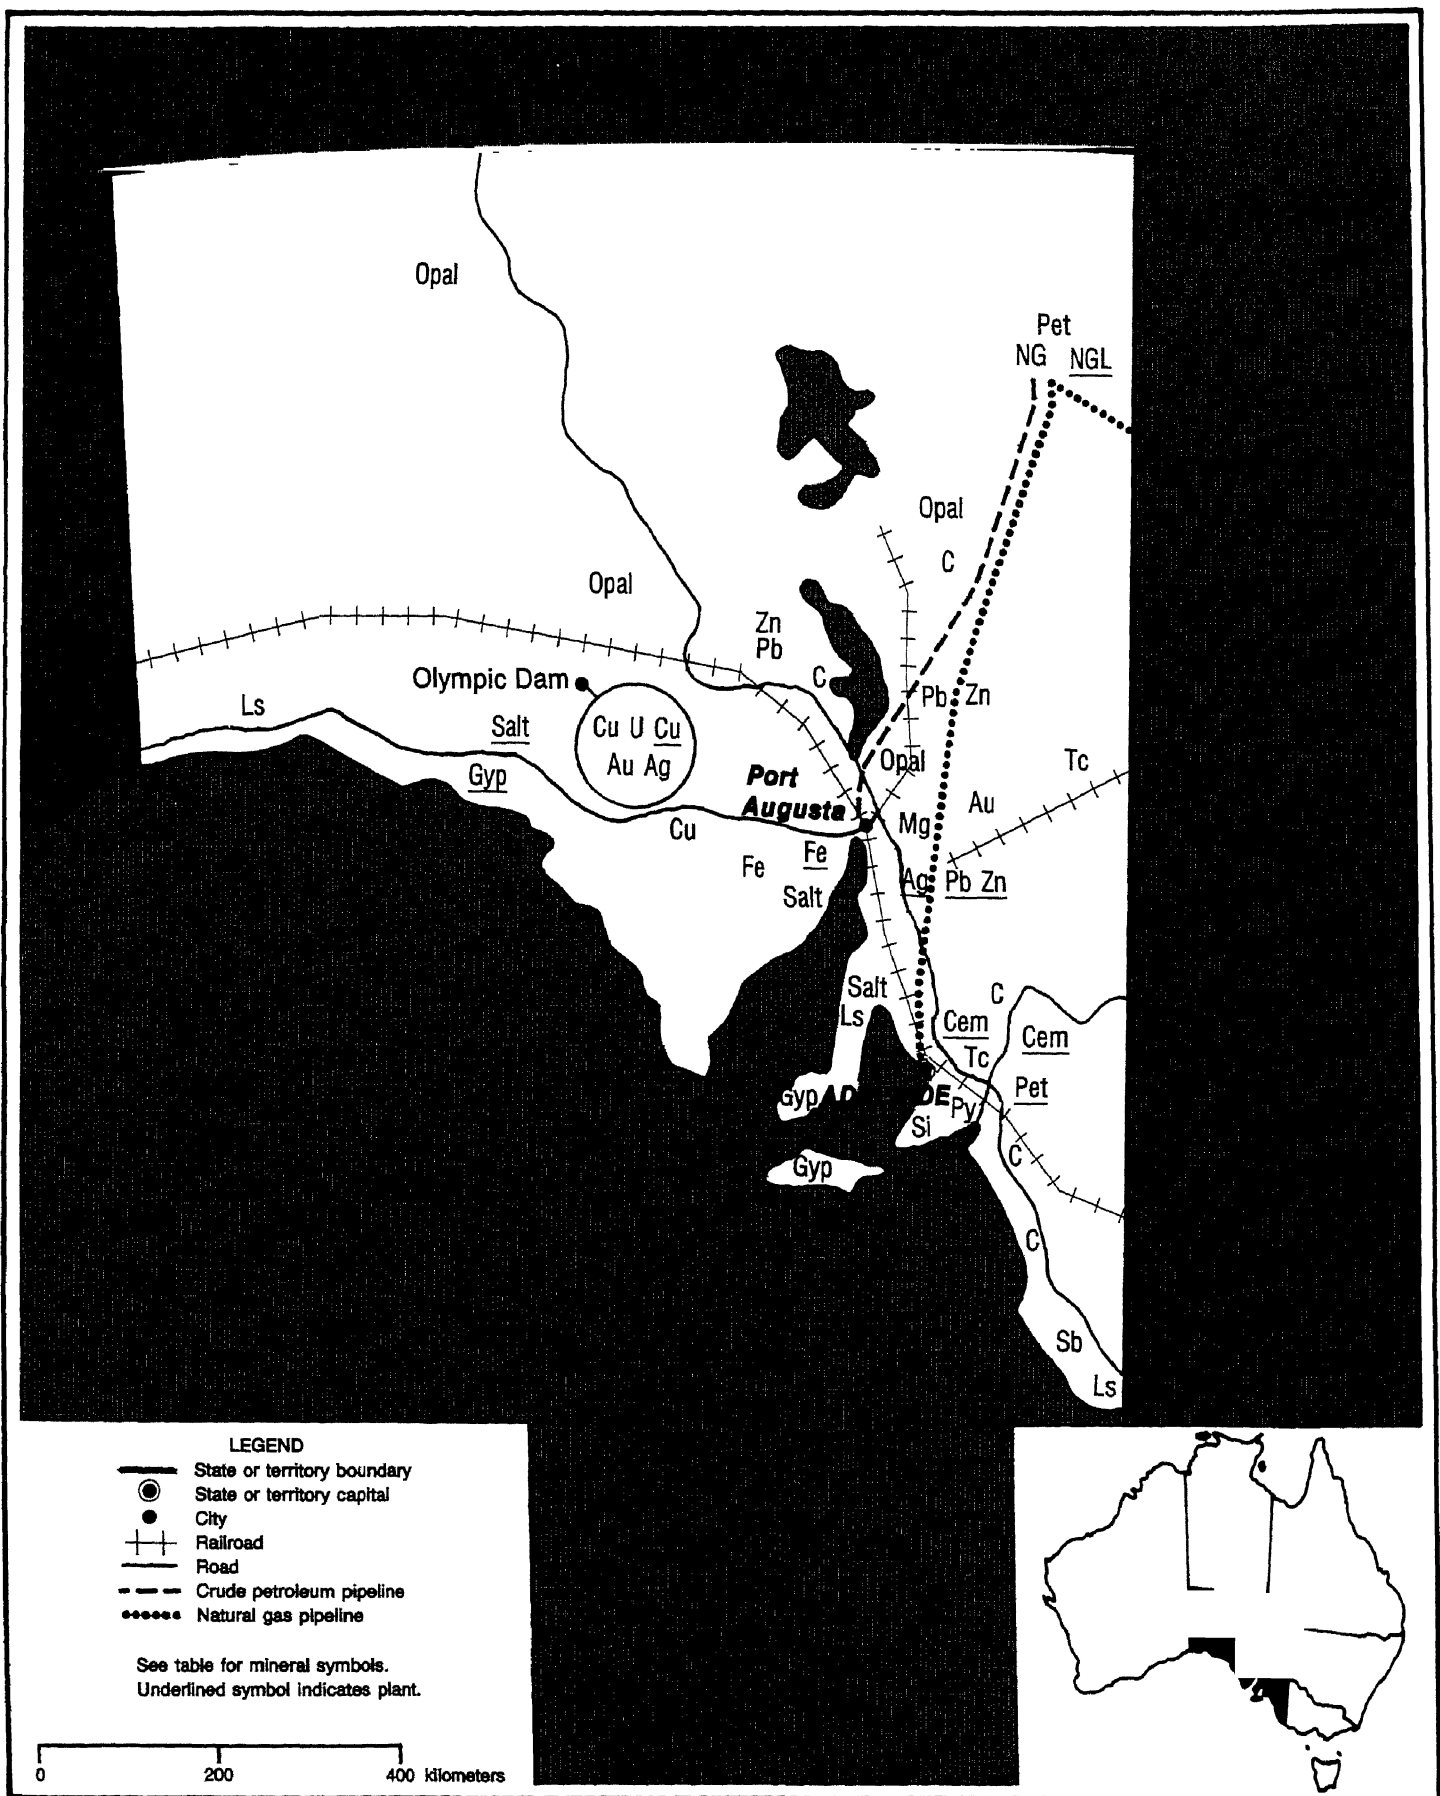 Opal
Pet
NG NGL
Opal
C
Opal
Zn
Pb
C
Olympic Dam
Pb Zn
Ls
Salt
Cu U Cu
Au Ag
Opal
Tc
Gyp
Port
Augusta
Au
Cu
Mg
Fe
Fe
Ag Pb Zn
Salt
Salt
C
Ls
Cem
Cem
Tc
Pet
Gyp
Py
Si
C
Gyp
C
Sb
Ls
LEGEND
State or territory boundary
State or territory capital
City
Railroad
Road
Crude petroleum pipeline
Natural gas pipeline
See table for mineral symbols.
Underlined symbol indicates plant.
0 200 400 kilometers